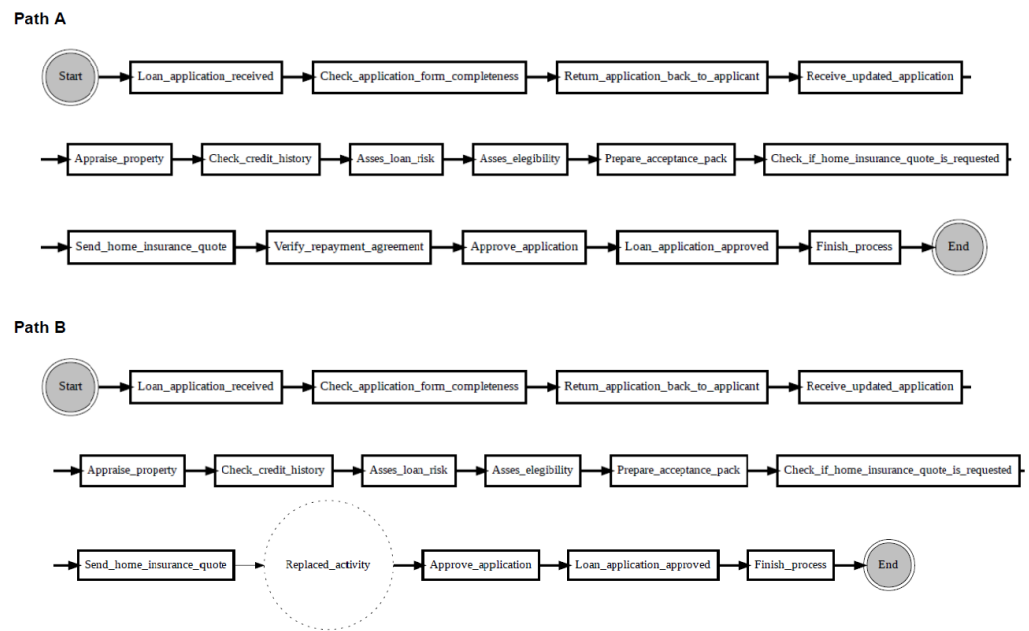 Path A
Start Loan_application_received Check_application_form_completeness Return_application_back_to_applicant Receive_updated_application
Appraise_property Check_credit_history Asses_loan_risk Asses_elegibility Prepare_acceptance_pack Check_if_home_insurance_quote_is_requested
Send_home_insurance_quote Verify_repayment_agreement Approve_application Loan_application_approved Finish_process End
Path B
Start Loan_application_received Check_application_form_completeness Return_application_back_to_applicant Receive_updated_application
Appraise_property Check_credit_history Asses_loan_risk Asses_elegibility Prepare_acceptance_pack Check_if_home_insurance_quote_is_requested
Send_home_insurance_quote Replaced_activity Approve_application Loan_application_approved Finish_process End